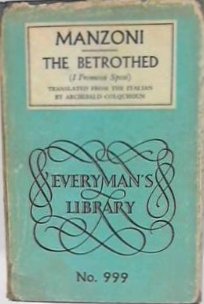 MANZONI
THE BETROTHED
(I Promessi Sposi)
TRANSLATED FROM THE ITALIAN
BY ARCHIBALD COLQUHOUN
EVERYMAN'S
LIBRARY
No. 999